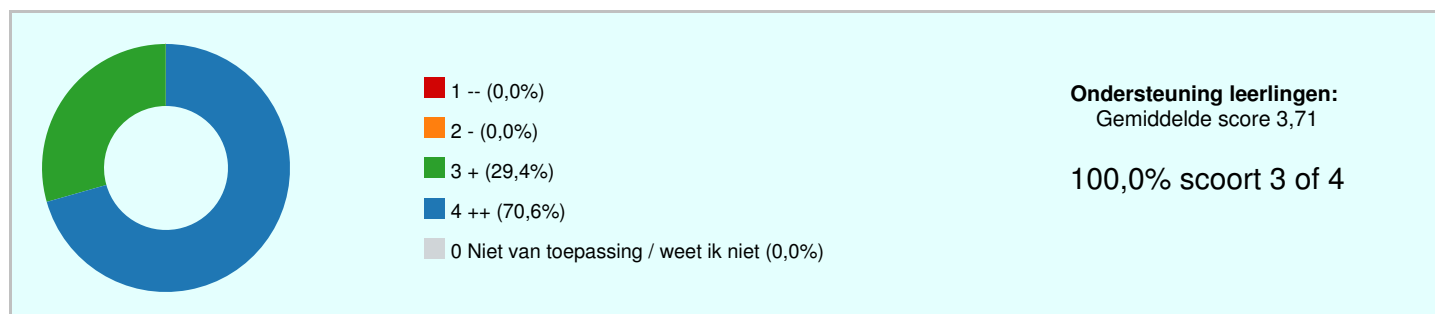 1 -- (0,0%)
2 - (0,0%)
3 + (29,4%)
4 ++ (70,6%)
0 Niet van toepassing / weet ik niet (0,0%)
Ondersteuning leerlingen:
Gemiddelde score 3,71
100,0% scoort 3 of 4